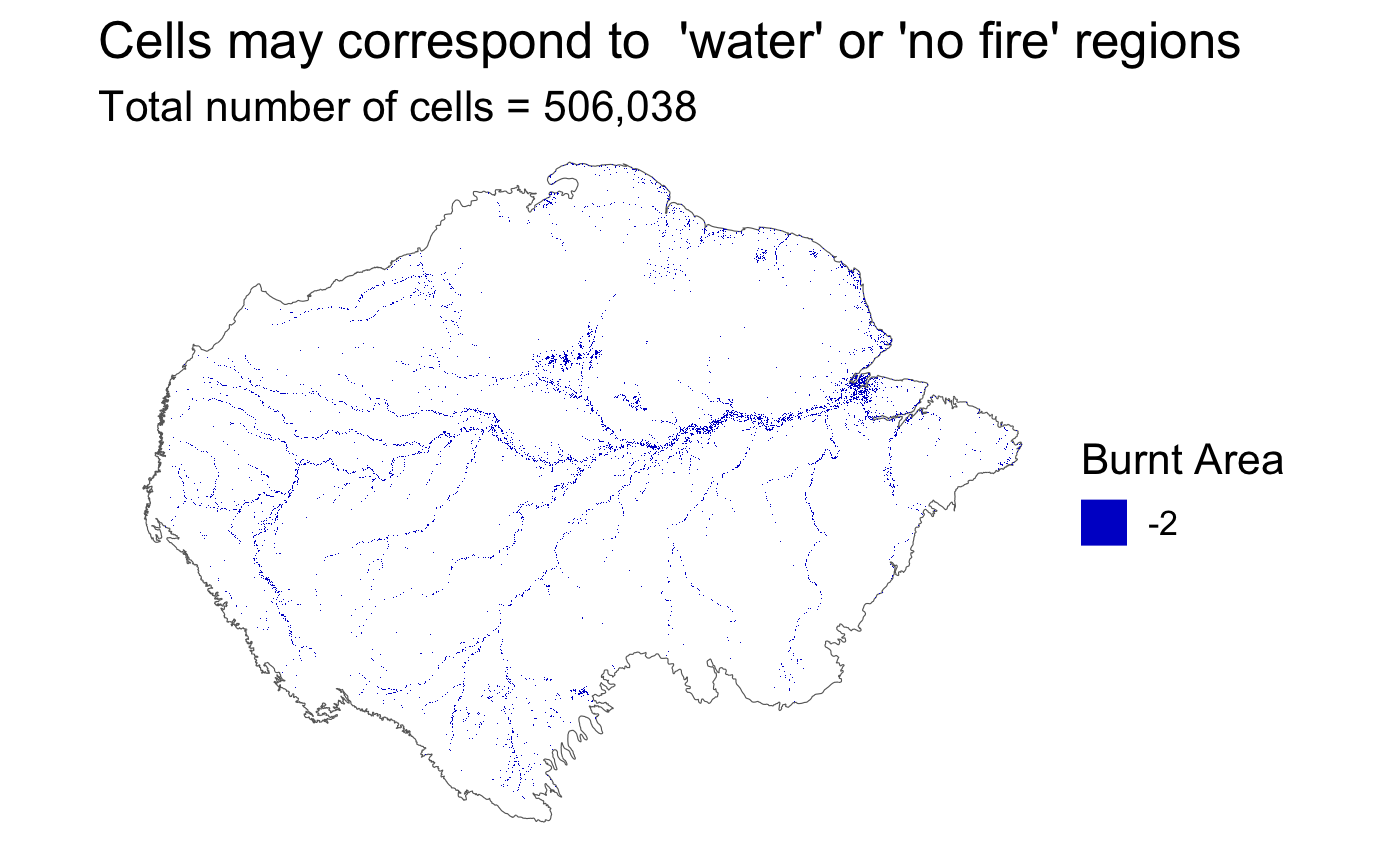 Cells may correspond to  'water' or 'no fire' regions
Total number of cells = 506,038
Burnt Area
-2